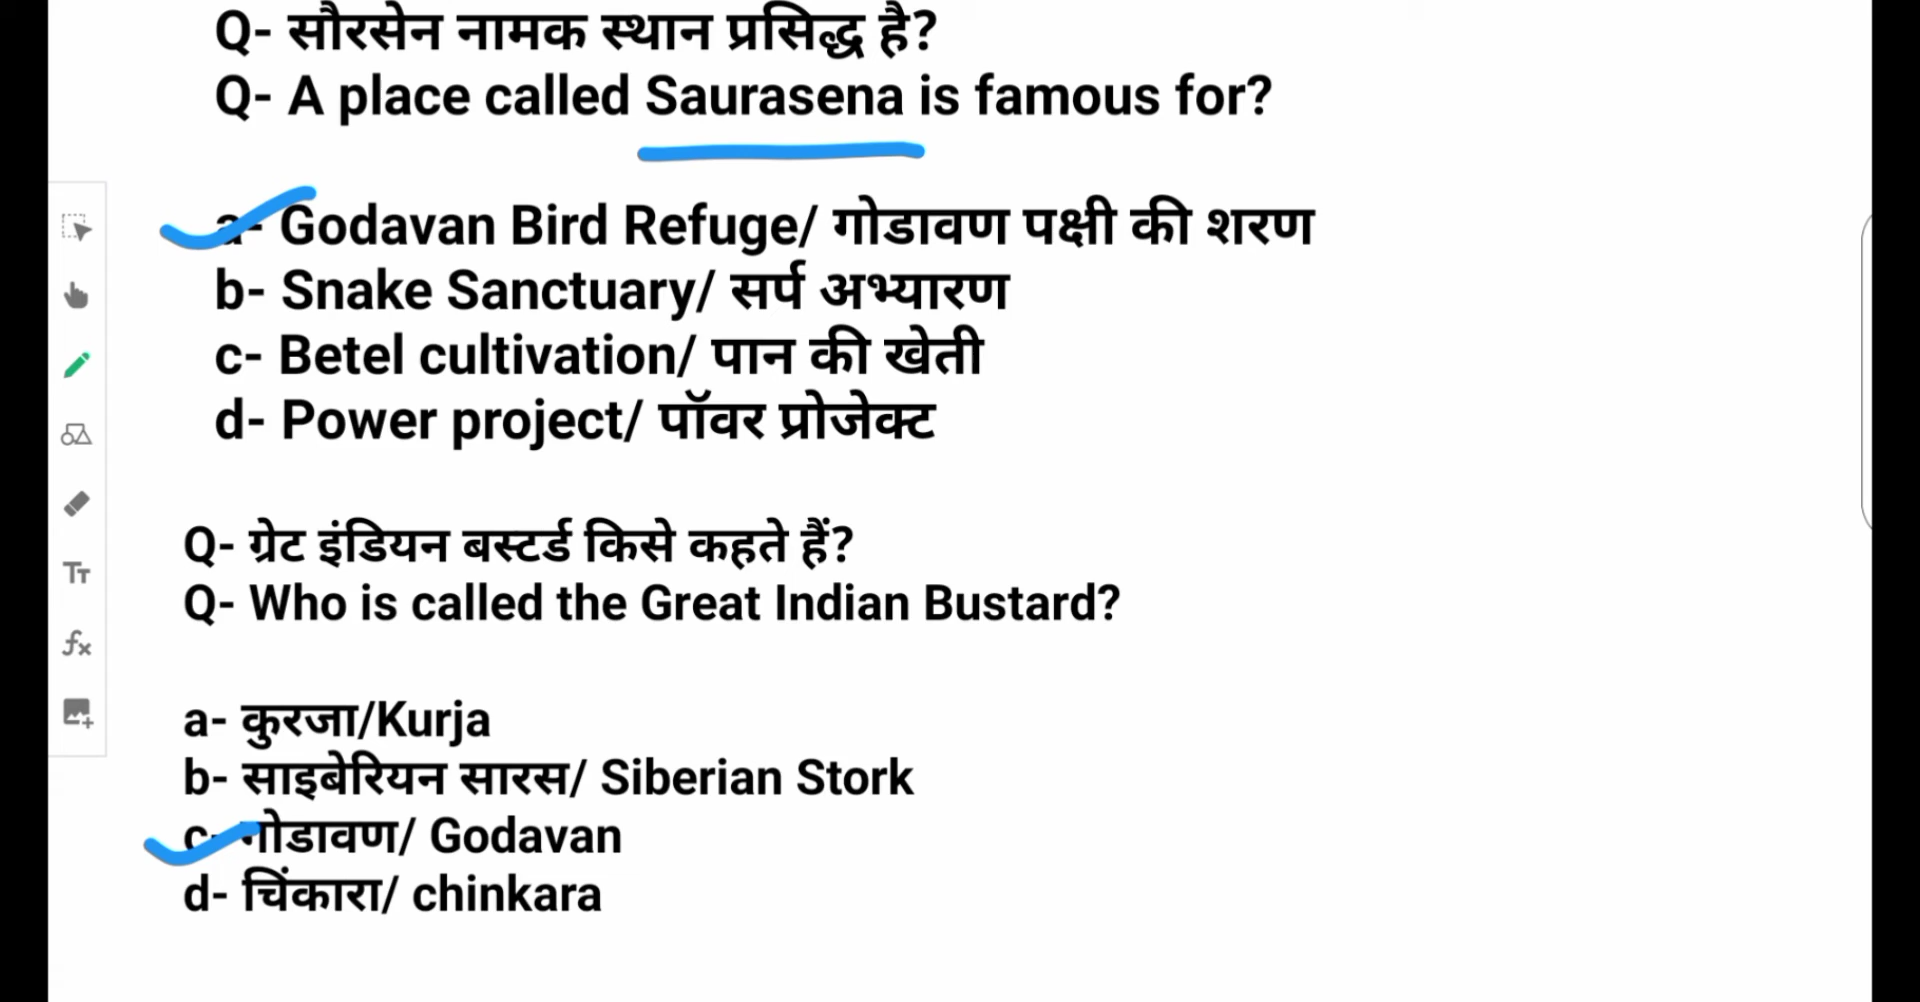 Q- सौरसेन नामक स्थान प्रसिद्ध है?
Q- A place called Saurasena is famous for?
a- Godavan Bird Refuge/ गोडावण पक्षी की शरण
b- Snake Sanctuary/ सर्प अभ्यारण
c- Betel cultivation/ पान की खेती
d- Power project/ पॉवर प्रोजेक्ट
Q- ग्रेट इंडियन बस्टर्ड किसे कहते हैं?
Q- Who is called the Great Indian Bustard?
a- कुरजा/Kurja
b- साइबेरियन सारस/ Siberian Stork
c- गोडावण/ Godavan
d- चिंकारा/ chinkara
Tт
fx